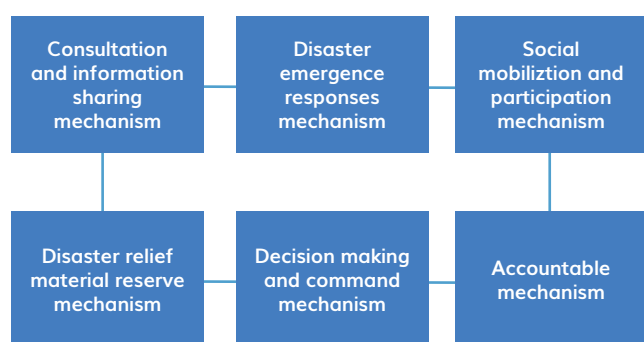 Consultation
and information
sharing
mechanism
Disaster
emergence
responses
mechanism
Social
mobiliztion and
participation
mechanism
Disaster relief
material reserve
mechanism
Decision making
and command
mechanism
Accountable
mechanism